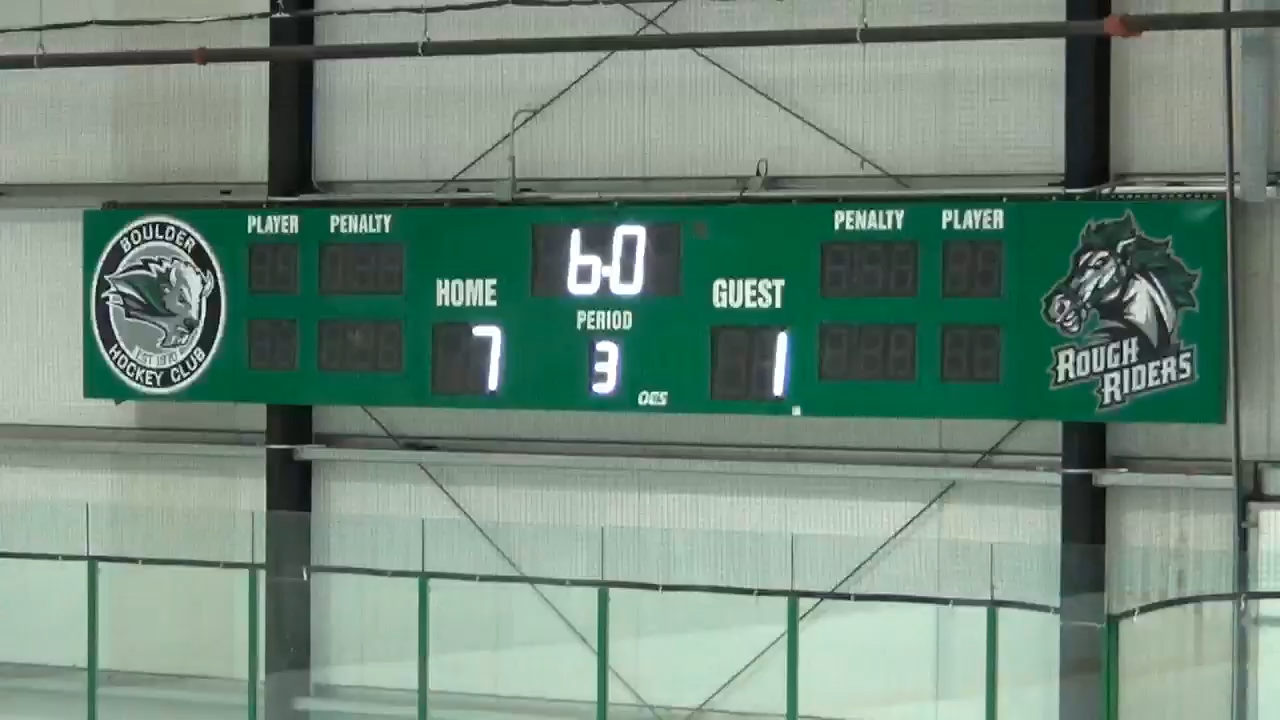 PLAYER PENALTY
PENALTY PLAYER
BOULDER
EST 1970
HOCKEY CLUB
6.0
HOME
GUEST
PERIOD
7
3
1
OES
ROUGH
RIDERS